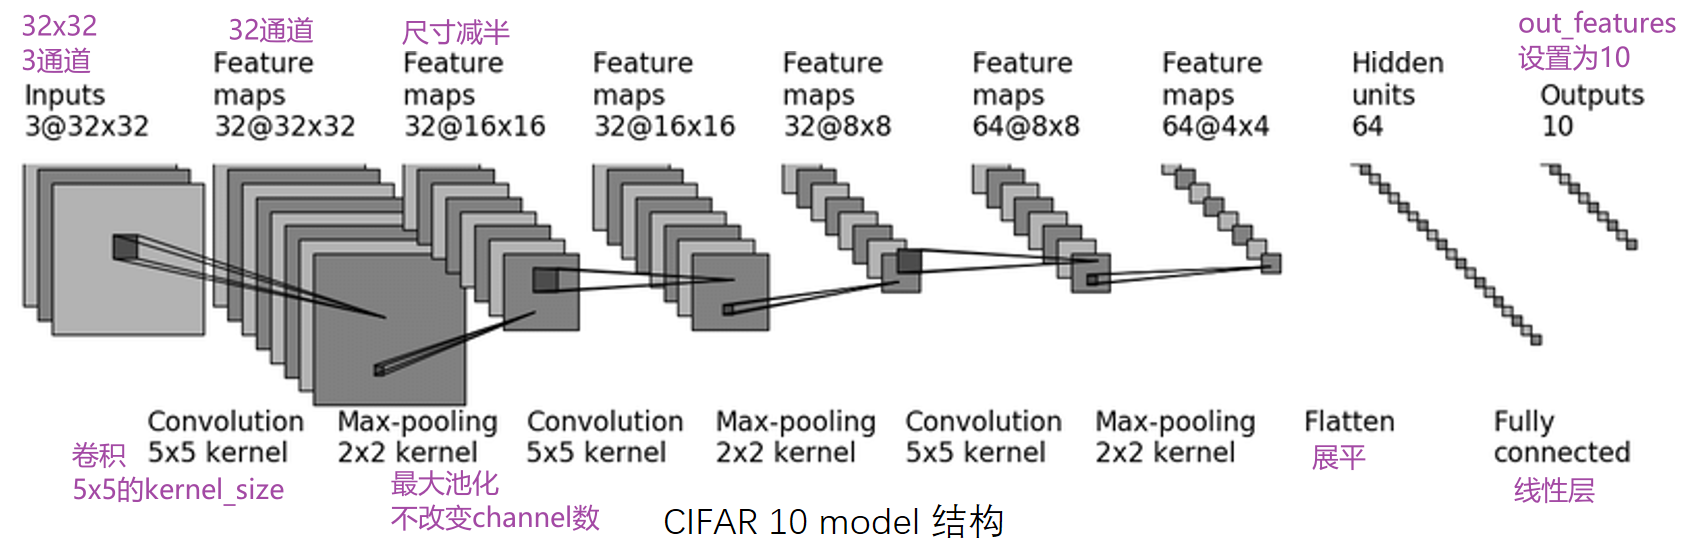 32x32
3通道
Inputs
3@32x32
32通道
Feature
maps
32@32x32
尺寸减半
Feature
maps
32@16x16
Feature
maps
32@16x16
Feature
maps
32@8x8
Feature
maps
64@8x8
Feature
maps
64@4x4
Hidden
units
64
out_features
设置为10
Outputs
10
Convolution
5x5 kernel
卷积
5x5的kernel_size
Max-pooling
2x2 kernel
最大池化
不改变channel数
Convolution
5x5 kernel
Max-pooling
2x2 kernel
Convolution
5x5 kernel
Max-pooling
2x2 kernel
Flatten
展平
Fully
connected
线性层
CIFAR 10 model 结构